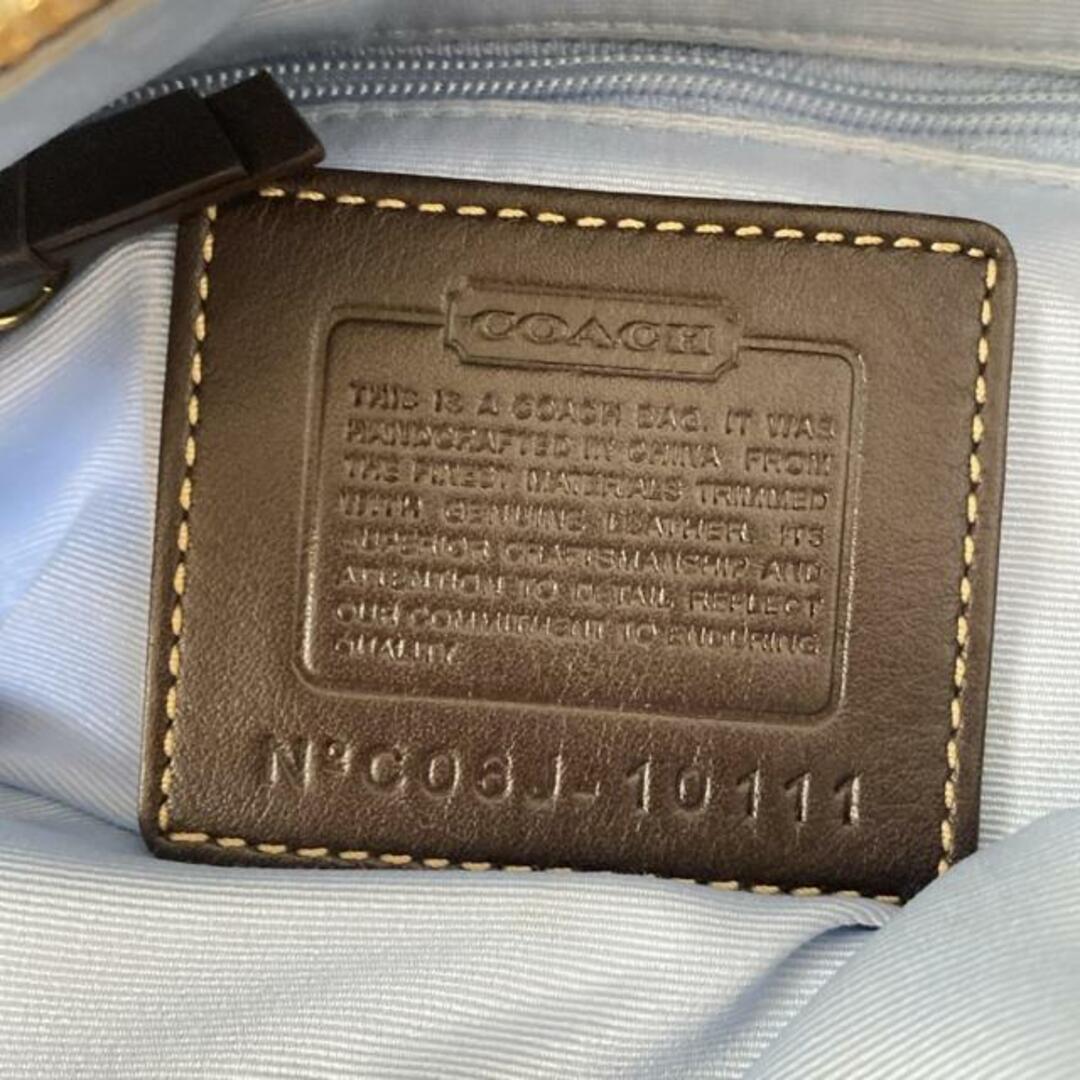 COACH
THIS IS A COACH BAG. IT WAS
HANDCRAFTED IN CHINA FROM
THE FINEST MATERIALS TRIMMED
WITH GENUINE LEATHER. ITS
SUPERIOR CRAFTSMANSHIP AND
ATTENTION TO DETAIL REFLECT
OUR COMMITMENT TO ENDURING
QUALITY.
Nº C06J-10111